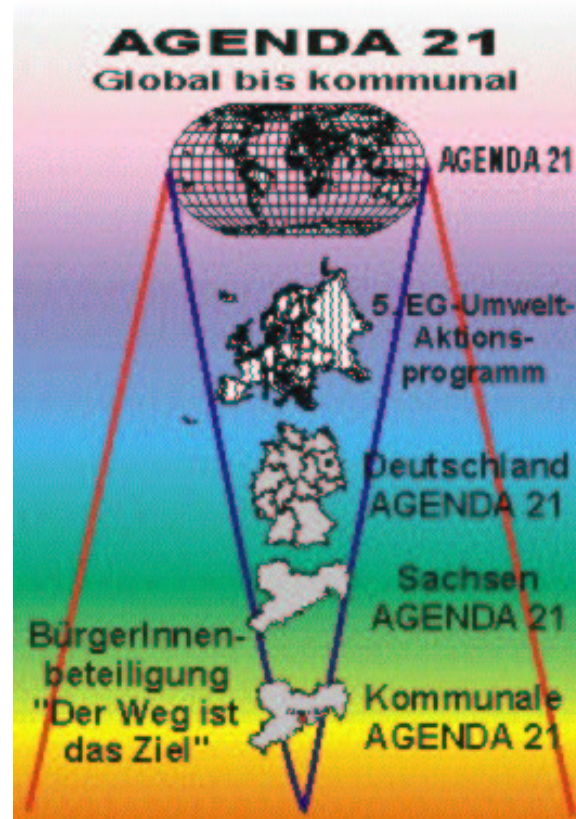 AGENDA 21
Global bis kommunal
AGENDA 21
5. EG-Umwelt-
Aktions-
programm
Deutschland
AGENDA 21
Sachsen
AGENDA 21
BürgerInnen-
beteiligung
"Der Weg ist
das Ziel"
Kommunale
AGENDA 21